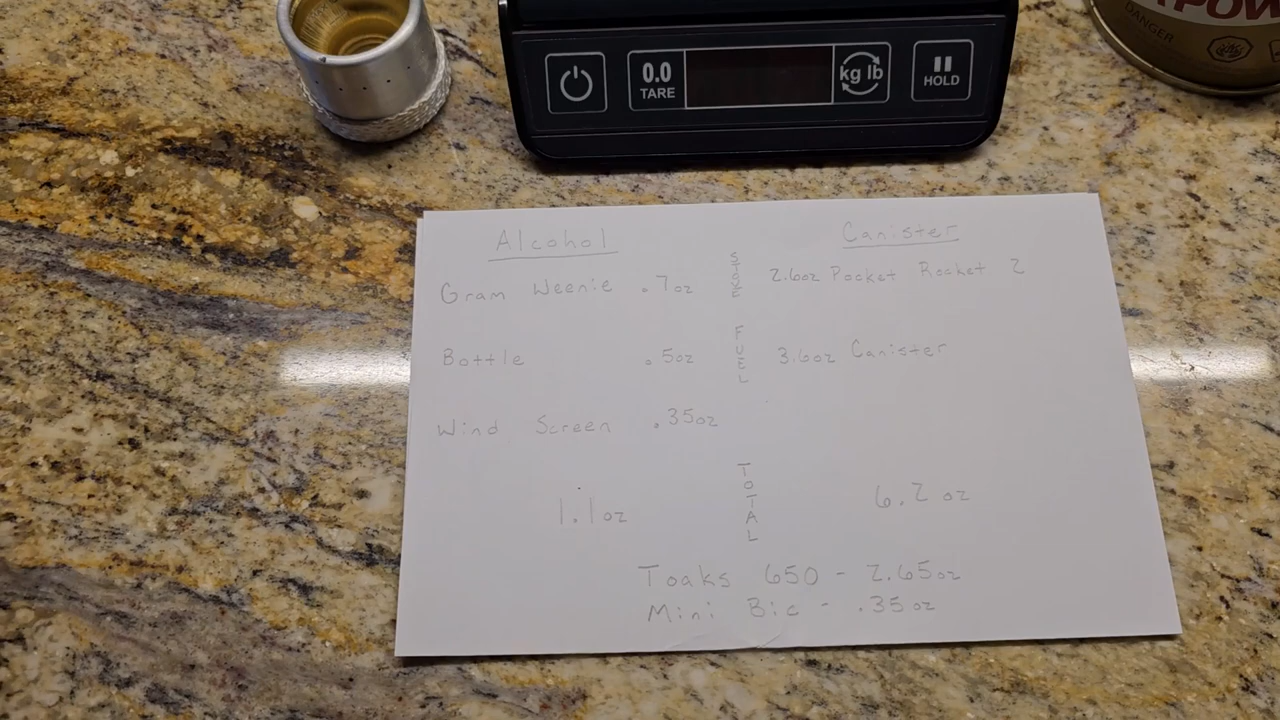 TPOW
DANGER
0.0
TARE
kg lb
HOLD
Alcohol
Canister
Gram Weenie .7oz
STOVE
2.6oz Pocket Rocket 2
Bottle .5oz
FUEL
3.6oz Canister
Wind Screen .35oz
1.1oz
TOTAL
6.2 oz
Toaks 650 - 2.65oz
Mini Bic - .35oz